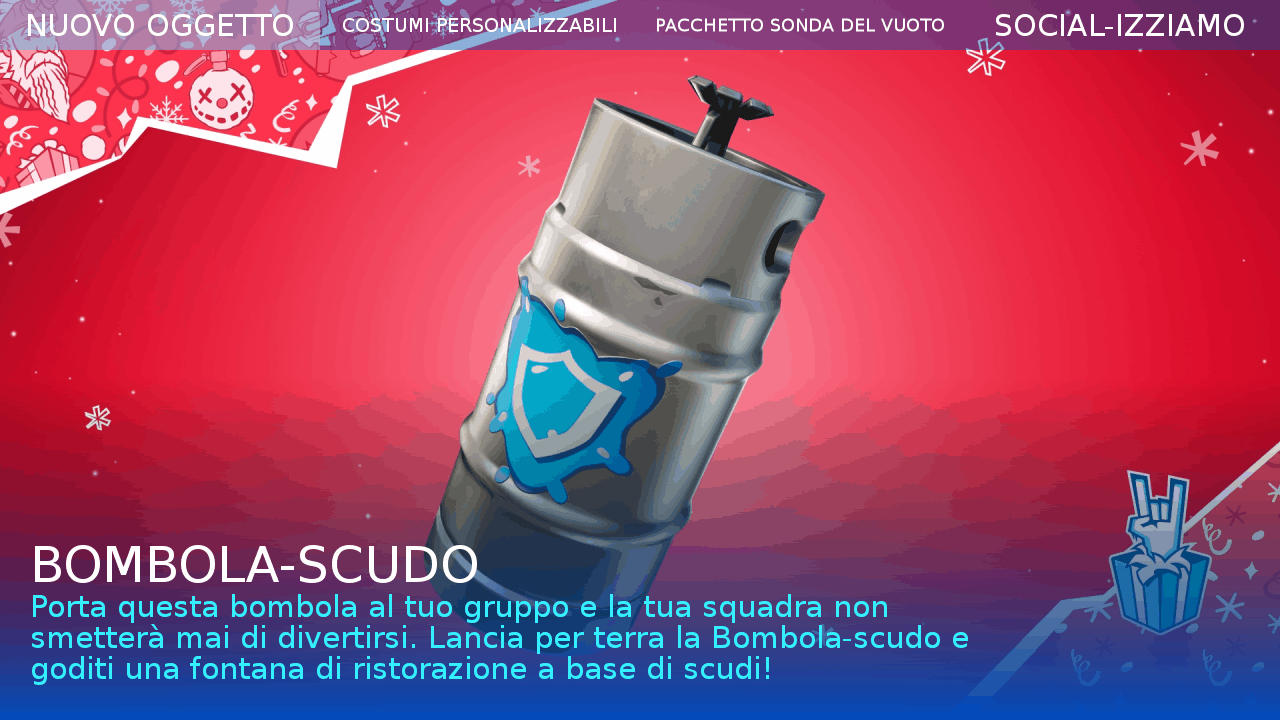 NUOVO OGGETTO
COSTUMI PERSONALIZZABILI
PACCHETTO SONDA DEL VUOTO
SOCIAL-IZZIAMO
BOMBOLA-SCUDO
Porta questa bombola al tuo gruppo e la tua squadra non
smetterà mai di divertirsi. Lancia per terra la Bombola-scudo e
goditi una fontana di ristorazione a base di scudi!